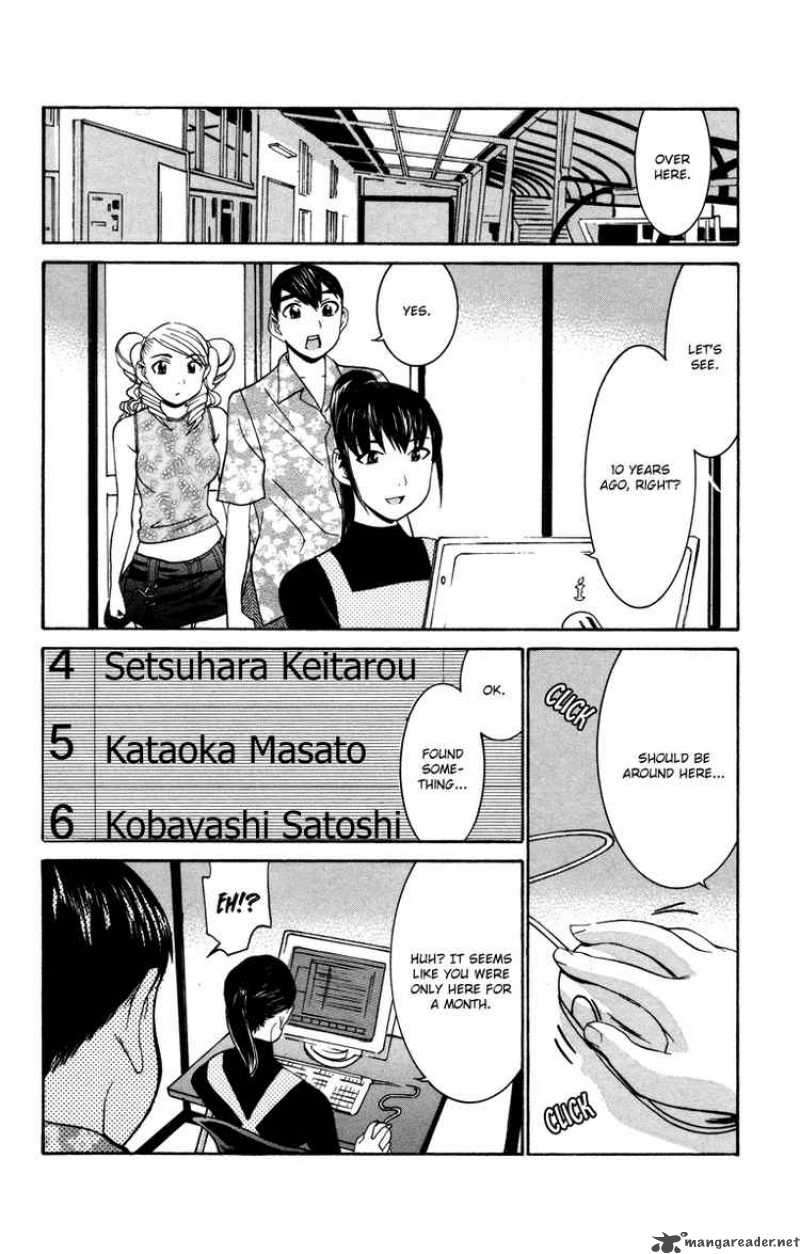 OVER
HERE.
LET'S
SEE.
10 YEARS
AGO, RIGHT?
YES.
i
SHOULD BE
AROUND HERE...
CLICK
CLICK
OK.
FOUND
SOME-
THING...
4 Setsuhara Keitarou
5 Kataoka Masato
6 Kobayashi Satoshi
HUH? IT SEEMS
LIKE YOU WERE
ONLY HERE FOR
A MONTH.
EH!?
mangareader.net